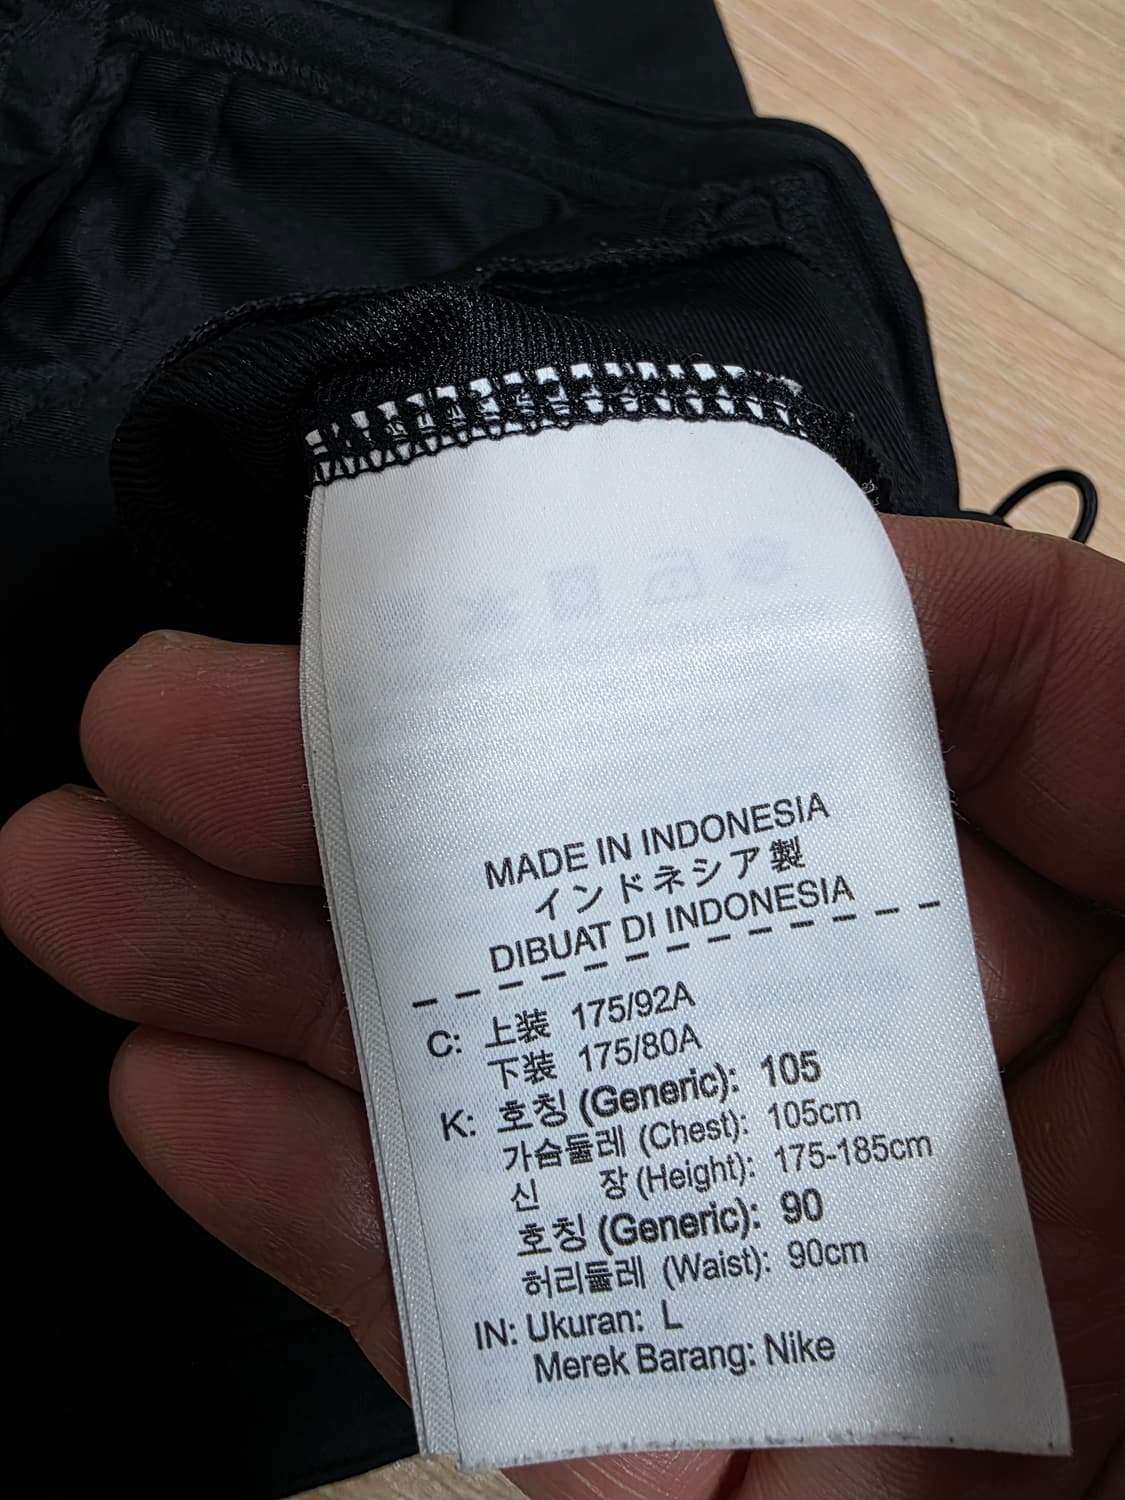 MADE IN INDONESIA
インドネシア製
DIBUAT DI INDONESIA
C: 上装 175/92A
下装 175/80A
K: 호칭 (Generic): 105
가슴둘레 (Chest): 105cm
신 장 (Height): 175-185cm
호칭 (Generic): 90
허리둘레 (Waist): 90cm
IN: Ukuran: L
Merek Barang: Nike